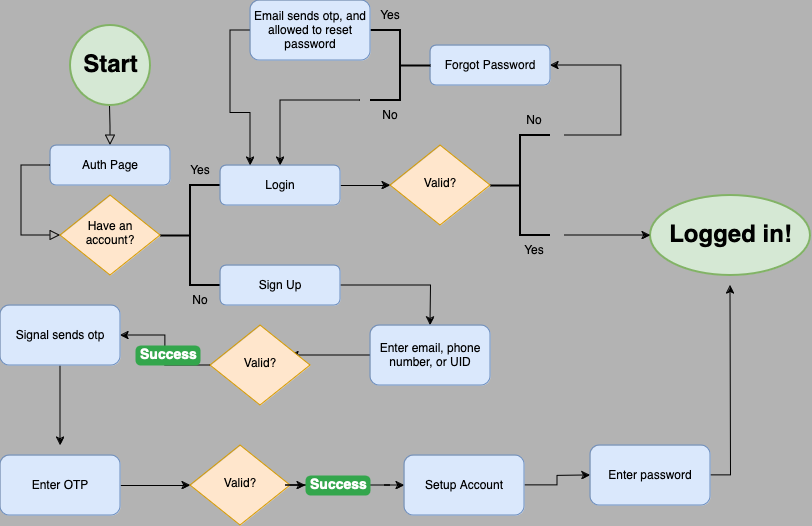 Email sends otp, and
allowed to reset
password
Yes
Start
Forgot Password
No
No
Auth Page
Yes
Login
Valid?
Have an
account?
Logged in!
Yes
Sign Up
No
Signal sends otp
Success
Valid?
Enter email, phone
number, or UID
Enter OTP
Valid?
Success
Setup Account
Enter password